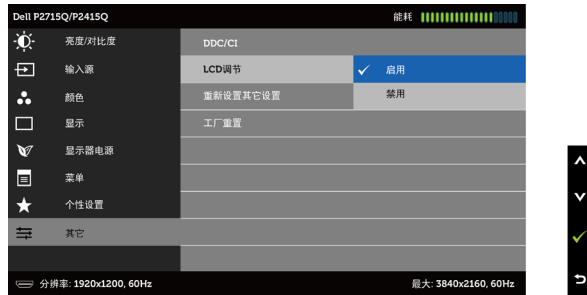 Dell P2715Q/P2415Q 能耗
亮度/对比度 DDC/CI
输入源 LCD调节 启用
颜色 重新设置其它设置 禁用
显示 工厂重置
显示器电源
菜单
个性设置
其它
分辨率: 1920x1200, 60Hz 最大: 3840x2160, 60Hz